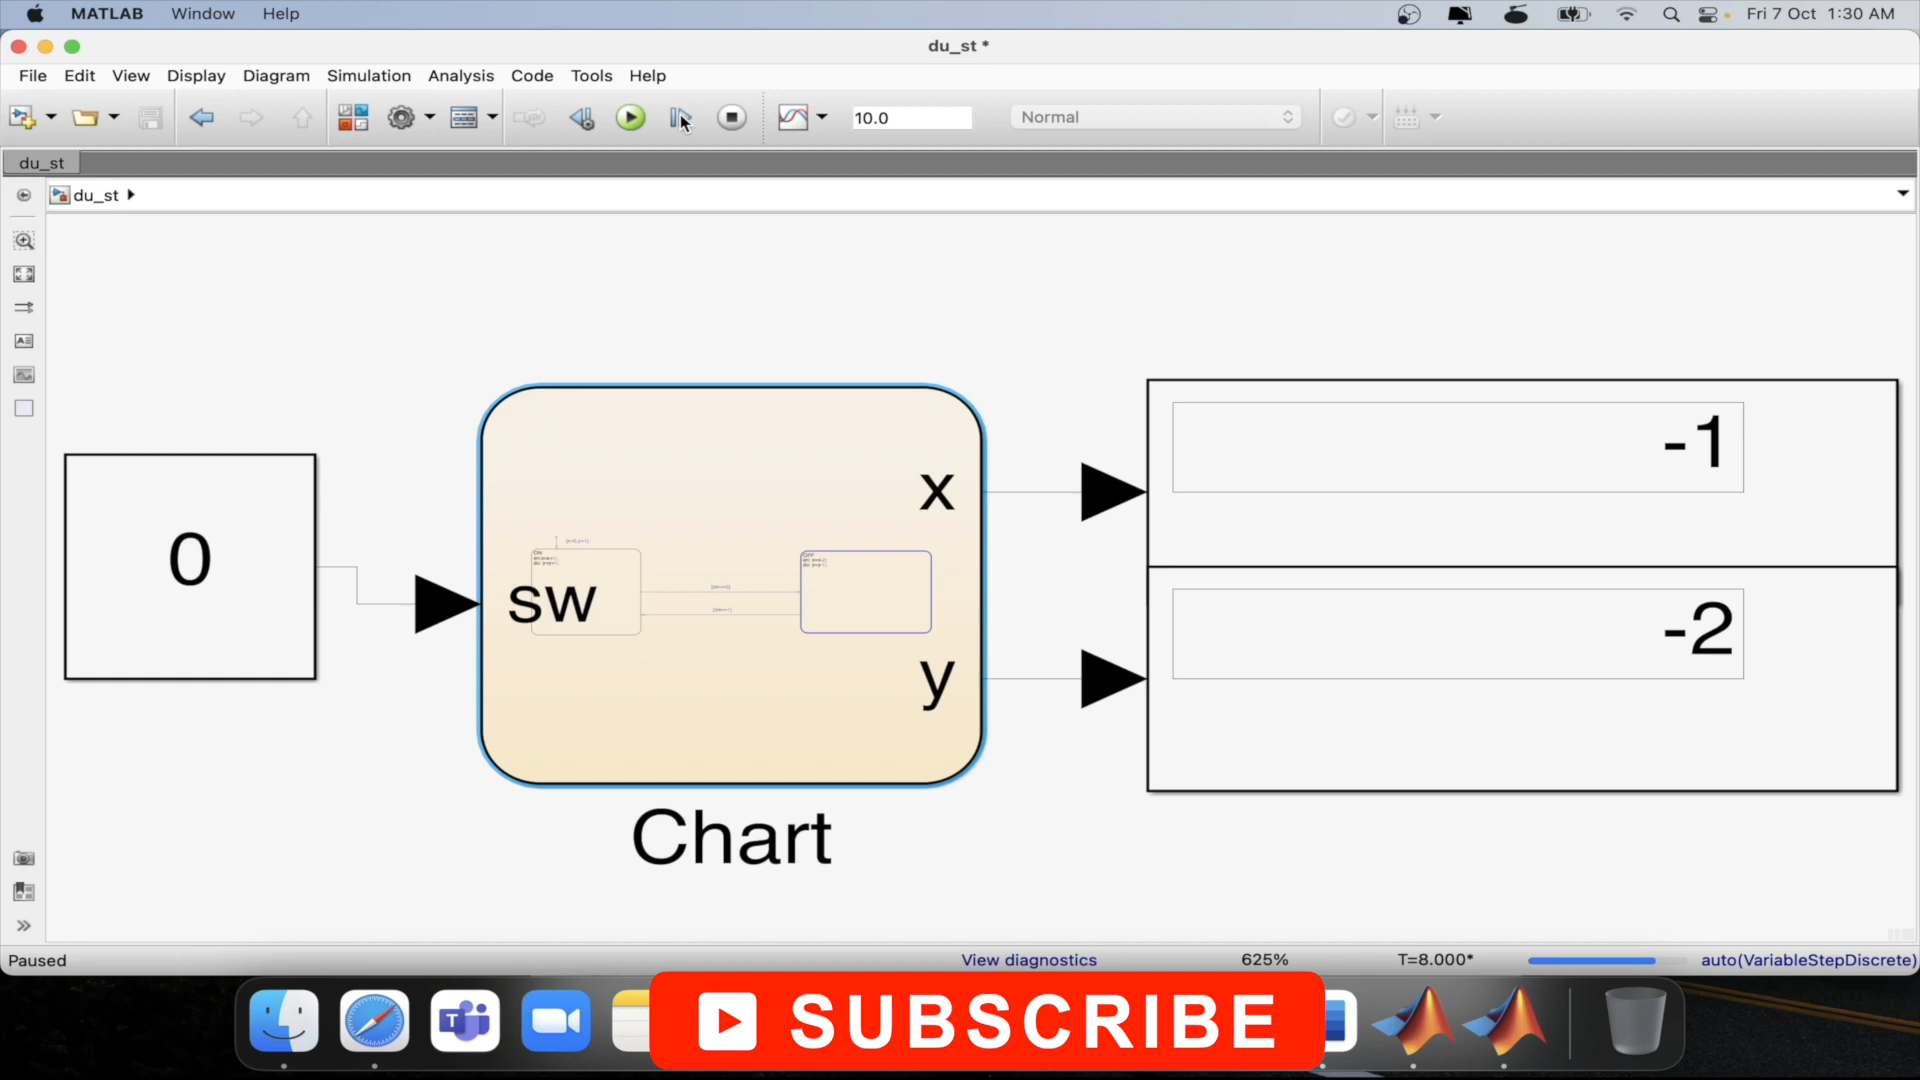 MATLAB Window Help Fri 7 Oct 1:30 AM
du_st *
File Edit View Display Diagram Simulation Analysis Code Tools Help
10.0 Normal
du_st
du_st
0
sw
x
y
-1
-2
Chart
Paused View diagnostics 625% T=8.000* auto(VariableStepDiscrete)
SUBSCRIBE